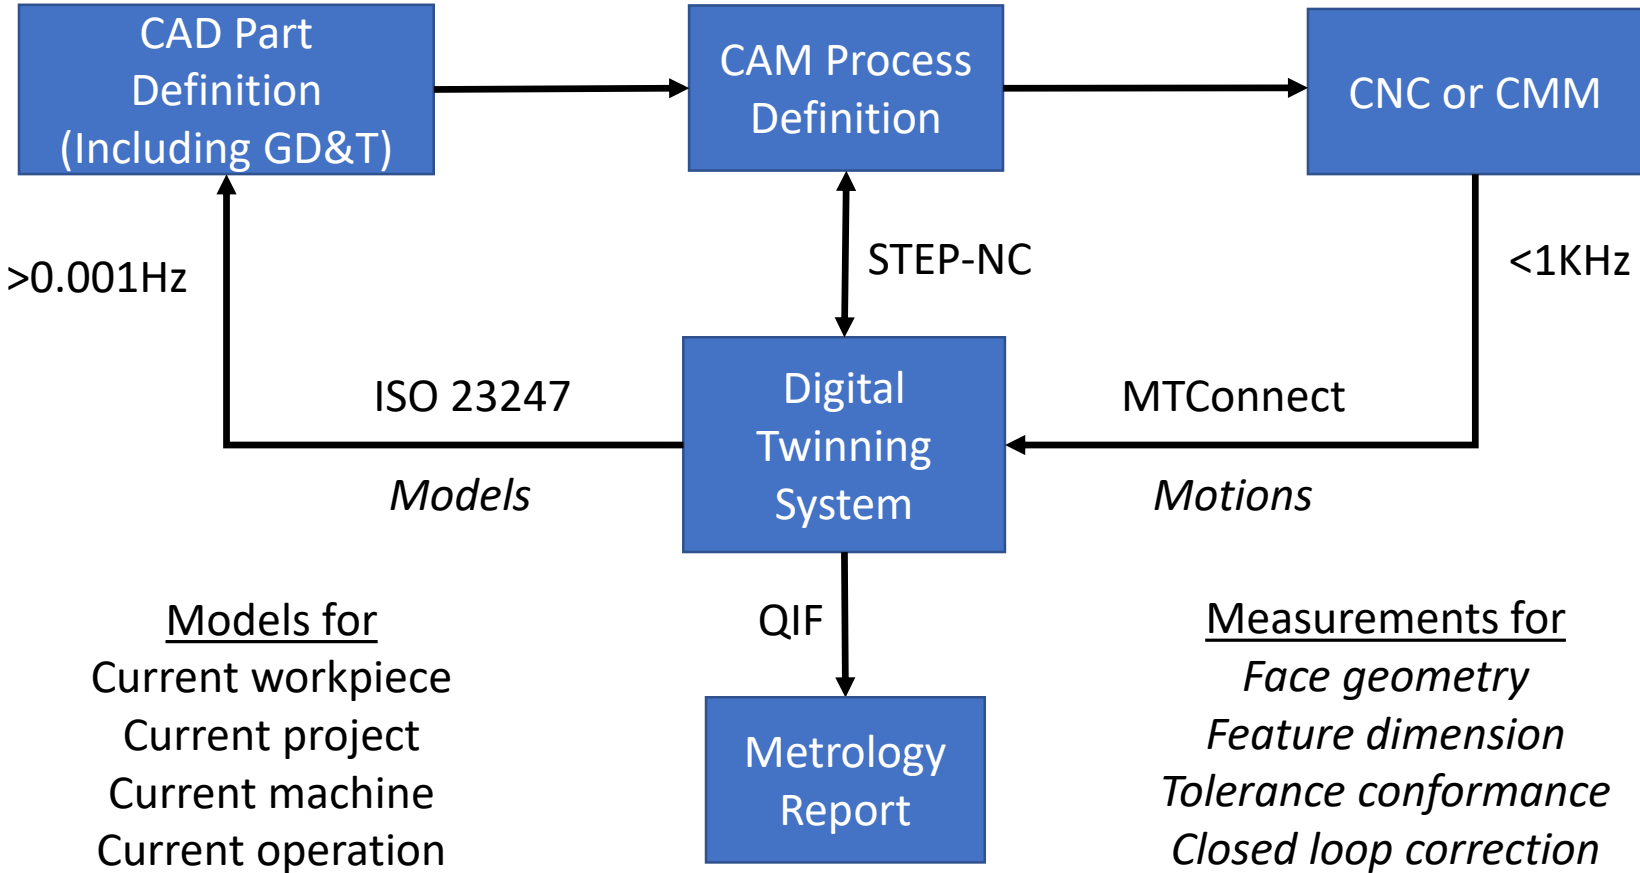 CAD Part
Definition
(Including GD&T)
CAM Process
Definition
CNC or CMM
>0.001Hz
STEP-NC
<1KHz
ISO 23247
Models
Digital
Twinning
System
MTConnect
Motions
QIF
Models for
Current workpiece
Current project
Current machine
Current operation
Metrology
Report
Measurements for
Face geometry
Feature dimension
Tolerance conformance
Closed loop correction